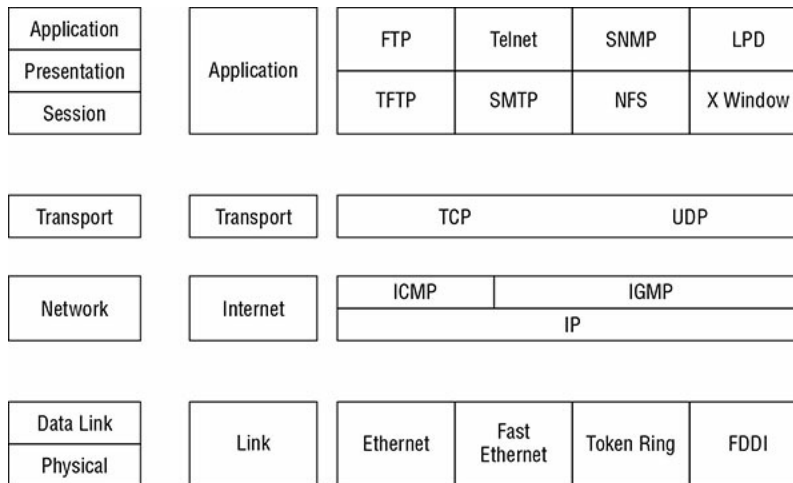 Application
Presentation
Session
Application
FTP Telnet SNMP LPD
TFTP SMTP NFS X Window
Transport
Transport
TCP UDP
Network
Internet
ICMP IGMP
IP
Data Link
Physical
Link
Ethernet
Fast
Ethernet
Token Ring
FDDI